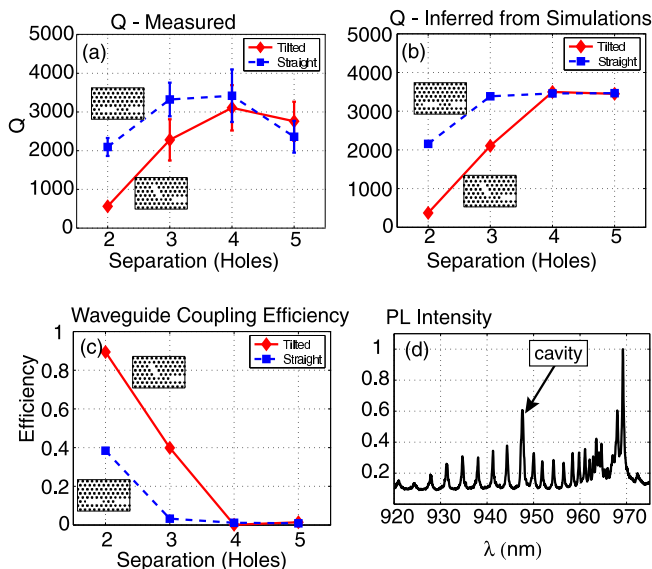 Q - Measured
(a)
Tilted
Straight
5000
4000
3000
2000
1000
0
Q
2 3 4 5
Separation (Holes)
Q - Inferred from Simulations
(b)
Tilted
Straight
5000
4000
3000
2000
1000
0
2 3 4 5
Separation (Holes)
Waveguide Coupling Efficiency
(c)
Tilted
Straight
1
0.8
0.6
0.4
0.2
0
Efficiency
2 3 4 5
Separation (Holes)
PL Intensity
(d)
cavity
1
0.8
0.6
0.4
0.2
920 930 940 950 960 970
λ (nm)